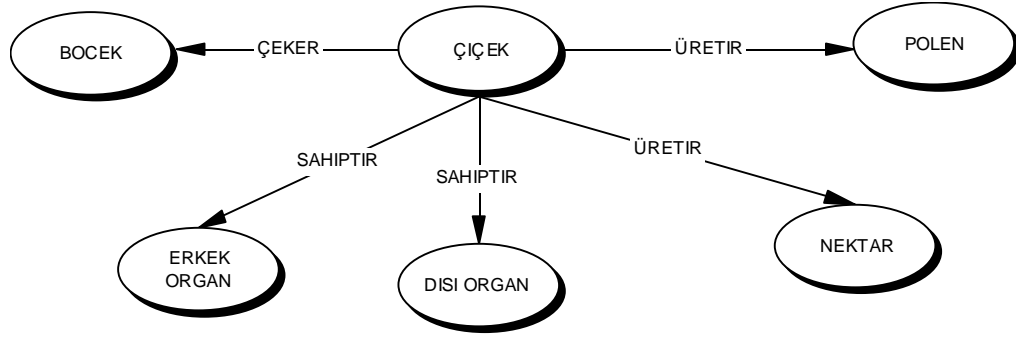 BOCEK
ÇEKER
ÇIÇEK
ÜRETIR
POLEN
SAHIPTIR
SAHIPTIR
ÜRETIR
ERKEK
ORGAN
DISI ORGAN
NEKTAR